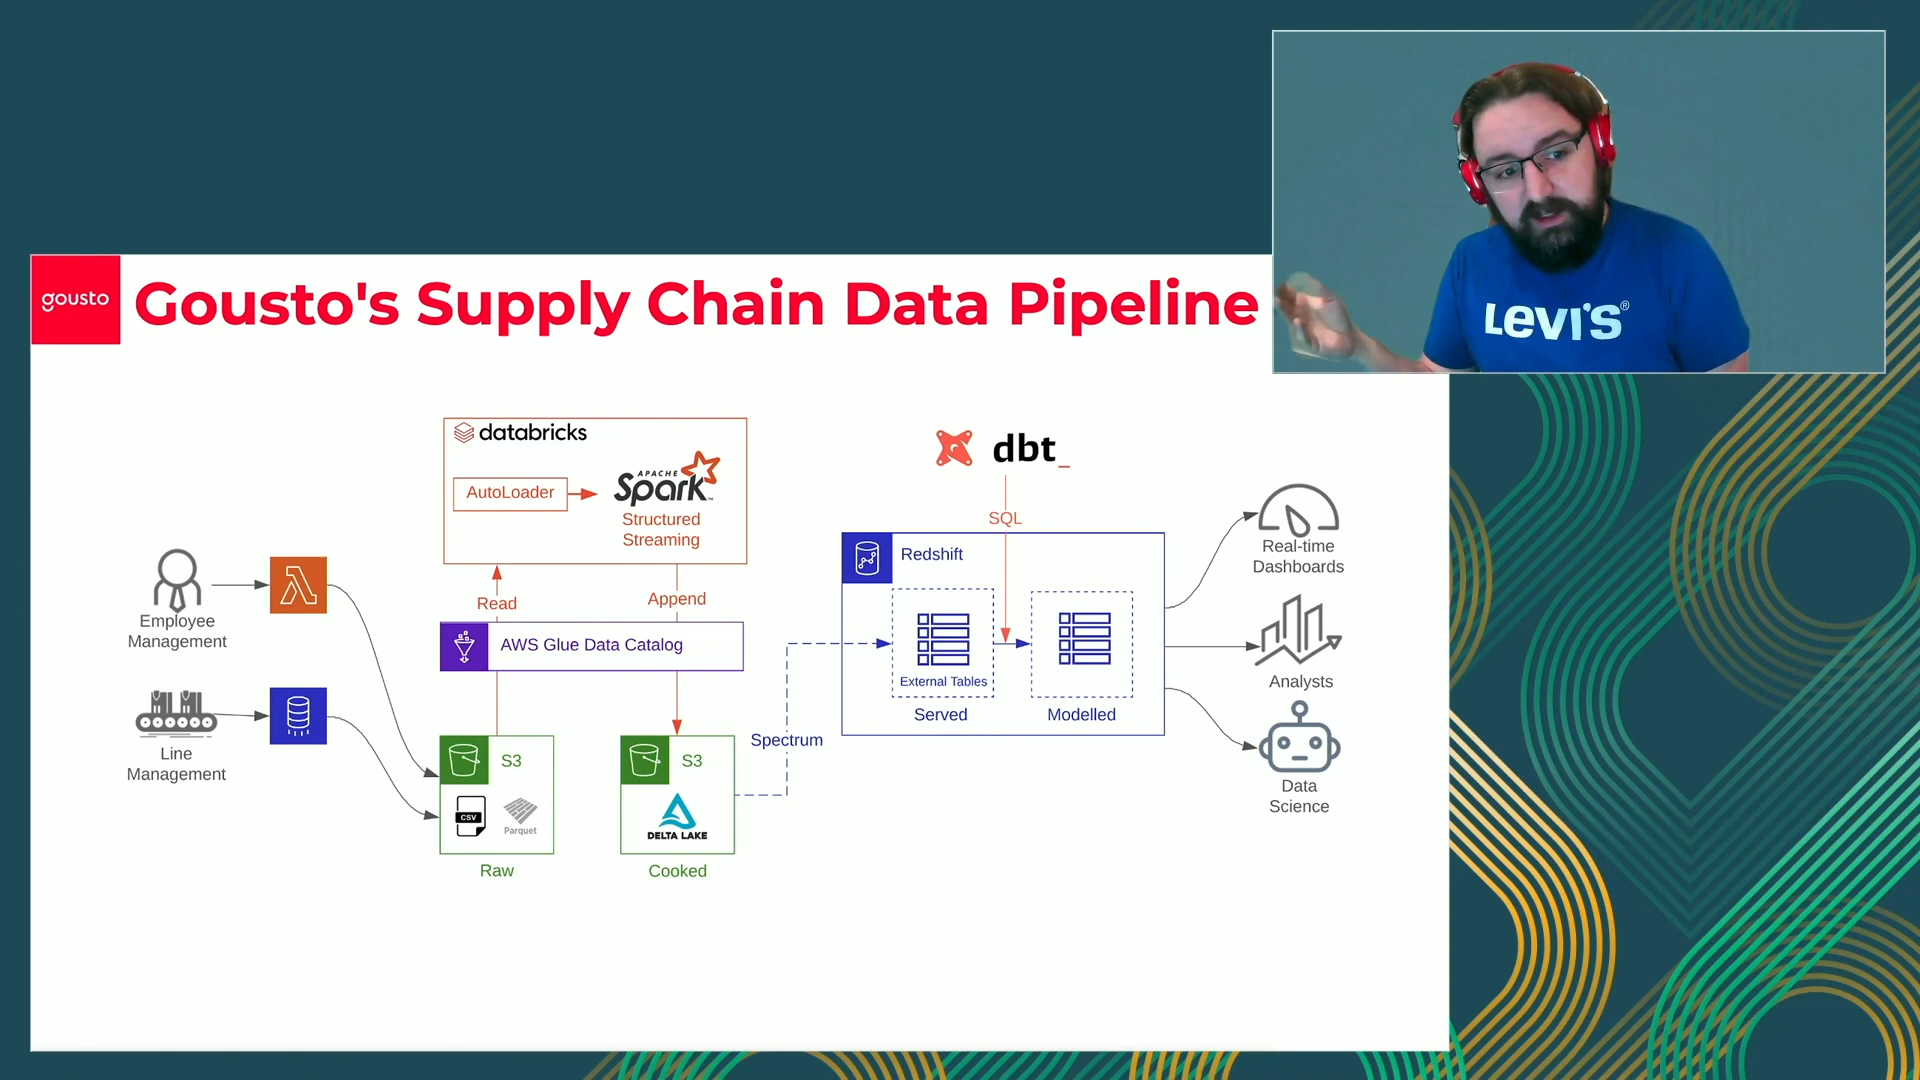 gousto
Gousto's Supply Chain Data Pipeline
LEVI'S®
databricks
AutoLoader
APACHE
Spark™
Structured
Streaming
dbt_
SQL
Redshift
External Tables
Served
Modelled
Real-time
Dashboards
Analysts
Data
Science
Employee
Management
Line
Management
Read
Append
AWS Glue Data Catalog
Spectrum
S3
CSV
Parquet
Raw
S3
DELTA LAKE
Cooked